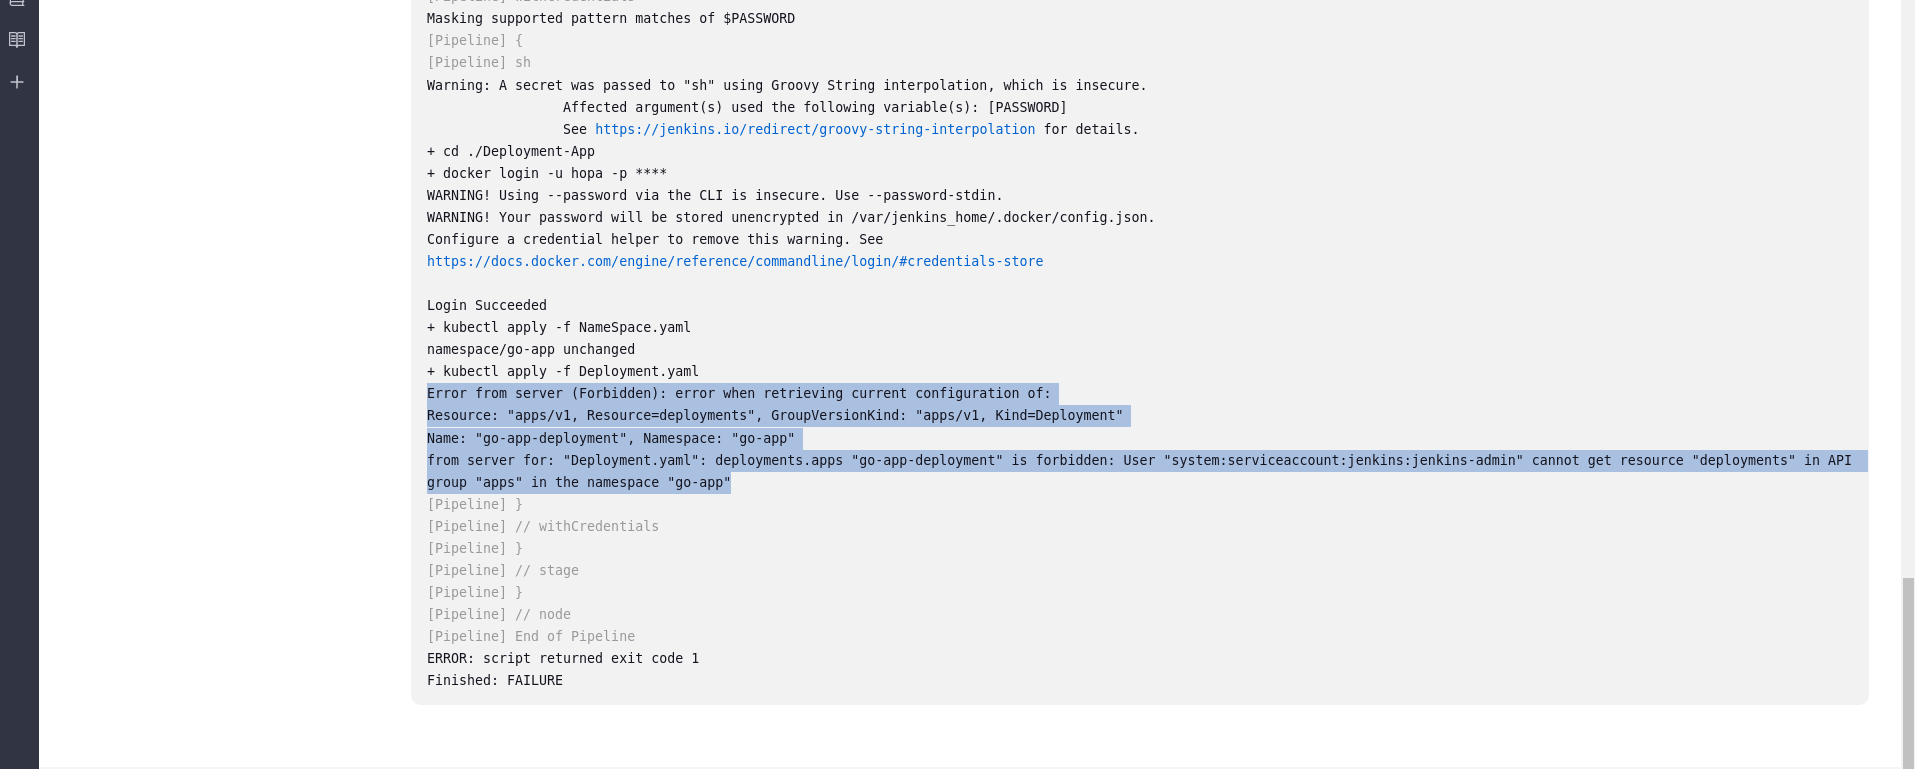 Masking supported pattern matches of $PASSWORD
[Pipeline] {
[Pipeline] sh
Warning: A secret was passed to "sh" using Groovy String interpolation, which is insecure.
Affected argument(s) used the following variable(s): [PASSWORD]
See https://jenkins.io/redirect/groovy-string-interpolation for details.
+ cd ./Deployment-App
+ docker login -u hopa -p ****
WARNING! Using --password via the CLI is insecure. Use --password-stdin.
WARNING! Your password will be stored unencrypted in /var/jenkins_home/.docker/config.json.
Configure a credential helper to remove this warning. See
https://docs.docker.com/engine/reference/commandline/login/#credentials-store
Login Succeeded
+ kubectl apply -f NameSpace.yaml
namespace/go-app unchanged
+ kubectl apply -f Deployment.yaml
Error from server (Forbidden): error when retrieving current configuration of:
Resource: "apps/v1, Resource=deployments", GroupVersionKind: "apps/v1, Kind=Deployment"
Name: "go-app-deployment", Namespace: "go-app"
from server for: "Deployment.yaml": deployments.apps "go-app-deployment" is forbidden: User "system:serviceaccount:jenkins:jenkins-admin" cannot get resource "deployments" in API
group "apps" in the namespace "go-app"
[Pipeline] }
[Pipeline] // withCredentials
[Pipeline] }
[Pipeline] // stage
[Pipeline] }
[Pipeline] // node
[Pipeline] End of Pipeline
ERROR: script returned exit code 1
Finished: FAILURE